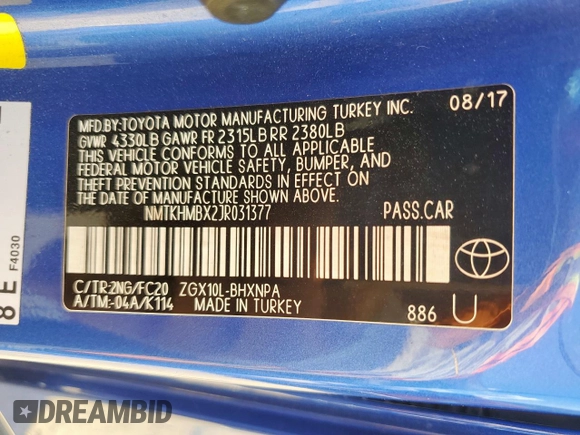 MFD.BY:TOYOTA MOTOR MANUFACTURING TURKEY INC. 08/17
GVWR 4330LB GAWR FR 2315LB RR 2380LB
THIS VEHICLE CONFORMS TO ALL APPLICABLE
FEDERAL MOTOR VEHICLE SAFETY, BUMPER, AND
THEFT PREVENTION STANDARDS IN EFFECT ON
THE DATE OF MANUFACTURE SHOWN ABOVE.
NMTKHMBX2JR031377 PASS.CAR
C/TR:2NG/FC20 ZGX10L-BHXNPA
A/TM:-04A/K114 MADE IN TURKEY 886 U
8 E F4030
DREAMBID